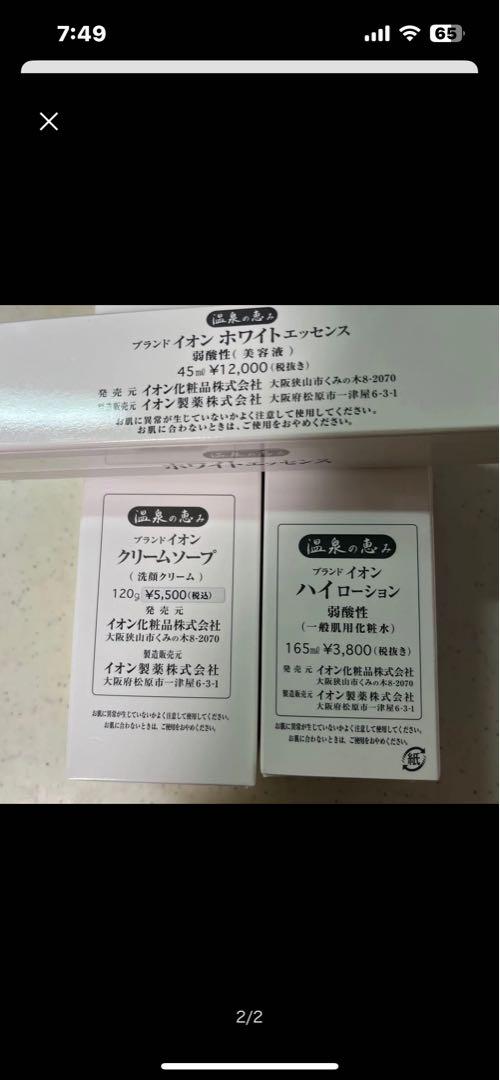 7:49
65
温泉の恵み
ブランド イオン ホワイトエッセンス
弱酸性(美容液)
45㎖ ¥12,000(税抜き)
発売元 イオン化粧品株式会社 大阪狭山市くみの木8-2070
製造販売元 イオン製薬株式会社 大阪府松原市一津屋6-3-1
お肌に異常が生じていないかよく注意して使用してください。
お肌に合わないときは、ご使用をおやめください。
温泉の恵み
ホワイトエッセンス
温泉の恵み
ブランド イオン
クリームソープ
(洗顔クリーム)
120g ¥5,500(税込)
発売元
イオン化粧品株式会社
大阪狭山市くみの木8-2070
製造販売元
イオン製薬株式会社
大阪府松原市一津屋6-3-1
お肌に異常が生じていないかよく注意して使用してください。
お肌に合わないときは、ご使用をおやめください。
温泉の恵み
ブランド イオン
ハイローション
弱酸性
(一般肌用化粧水)
165㎖ ¥3,800(税抜き)
発売元 イオン化粧品株式会社
大阪狭山市くみの木8-2070
製造販売元 イオン製薬株式会社
大阪府松原市一津屋6-3-1
お肌に異常が生じていないかよく注意して使用してください。
お肌に合わないときは、ご使用をおやめください。
紙
2/2